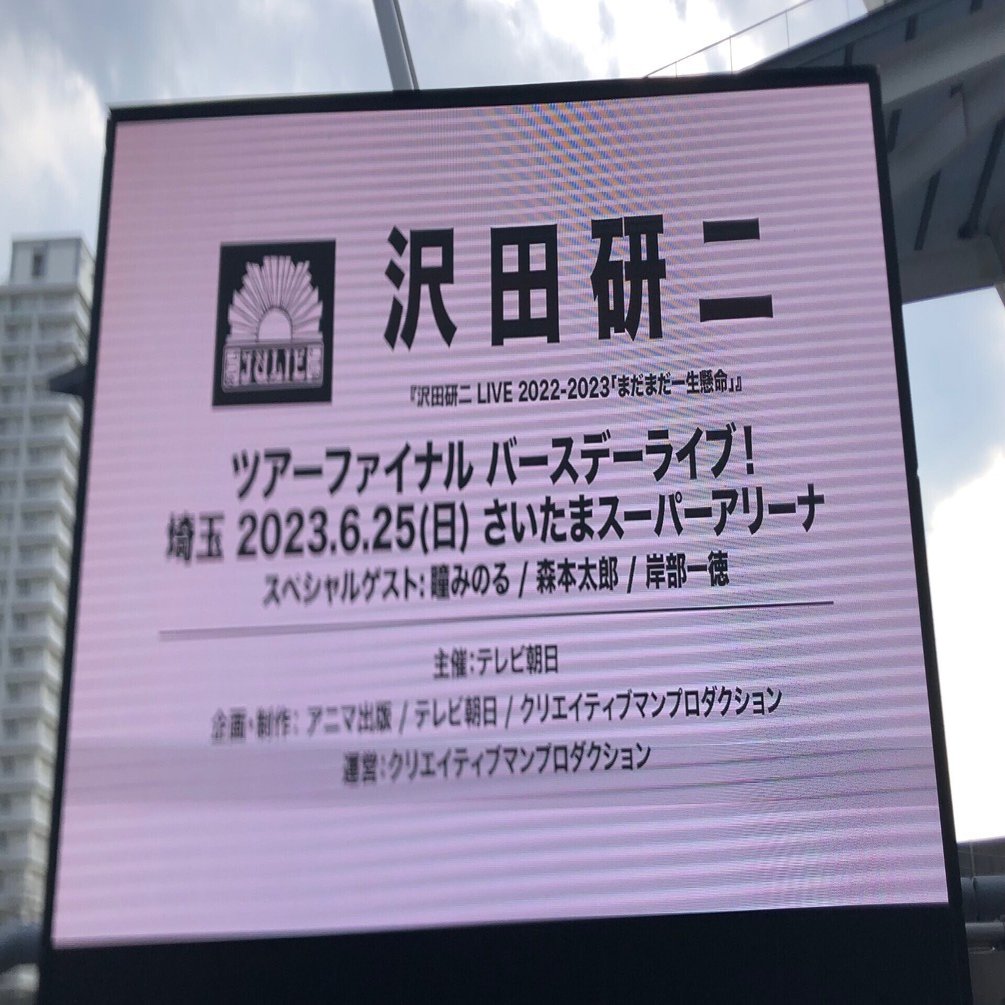 沢田研二
JULIE
『沢田研二 LIVE 2022-2023「まだまだ一生懸命」』
ツアーファイナル バースデーライブ!
埼玉 2023.6.25(日) さいたまスーパーアリーナ
スペシャルゲスト: 瞳みのる / 森本太郎 / 岸部一徳
主催:テレビ朝日
企画・制作: アニマ出版 / テレビ朝日 / クリエイティブマンプロダクション
運営:クリエイティブマンプロダクション